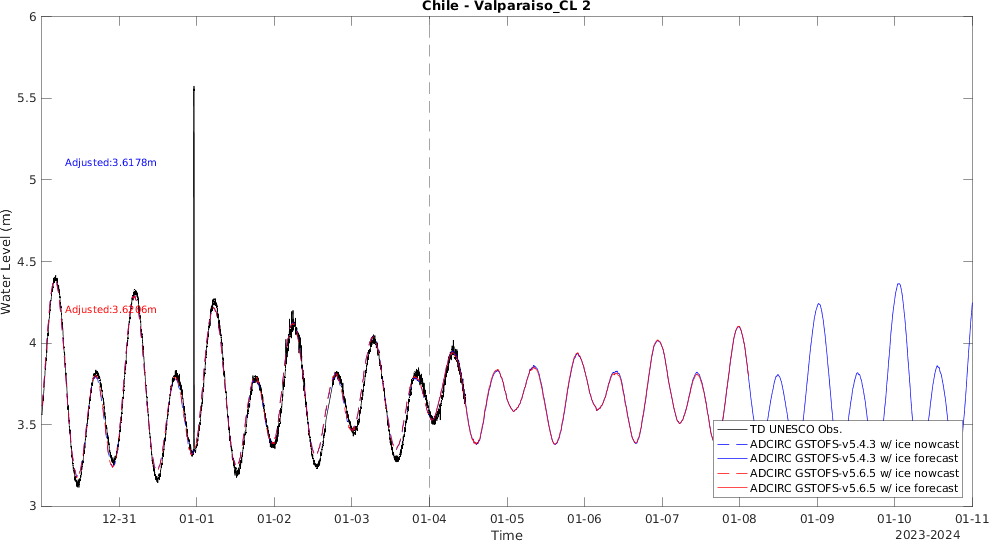 Chile - Valparaiso_CL 2
6
5.5
5
4.5
4
3.5
3
Water Level (m)
Adjusted:3.6178m
Adjusted:3.6206m
TD UNESCO Obs.
ADCIRC GSTOFS-v5.4.3 w/ ice nowcast
ADCIRC GSTOFS-v5.4.3 w/ ice forecast
ADCIRC GSTOFS-v5.6.5 w/ ice nowcast
ADCIRC GSTOFS-v5.6.5 w/ ice forecast
12-31 01-01 01-02 01-03 01-04 01-05 01-06 01-07 01-08 01-09 01-10 01-11
Time
2023-2024